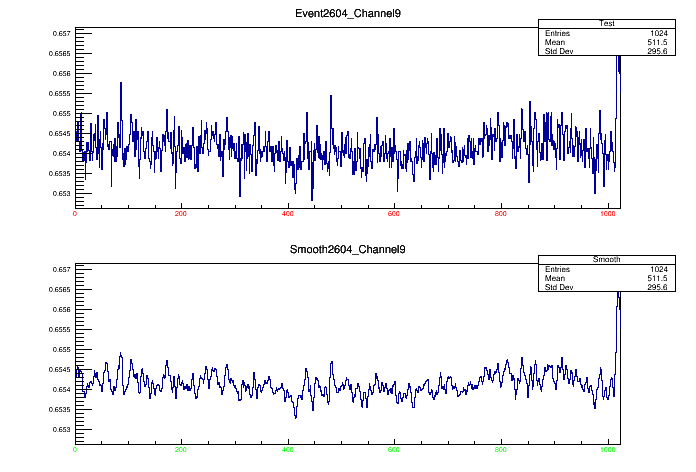 Event2604_Channel9
Test
Entries 1024
Mean 511.5
Std Dev 295.6
0.657
0.6565
0.656
0.6555
0.655
0.6545
0.654
0.6535
0.653
0 200 400 600 800 1000
Smooth2604_Channel9
Smooth
Entries 1024
Mean 511.5
Std Dev 295.6
0.657
0.6565
0.656
0.6555
0.655
0.6545
0.654
0.6535
0.653
0 200 400 600 800 1000